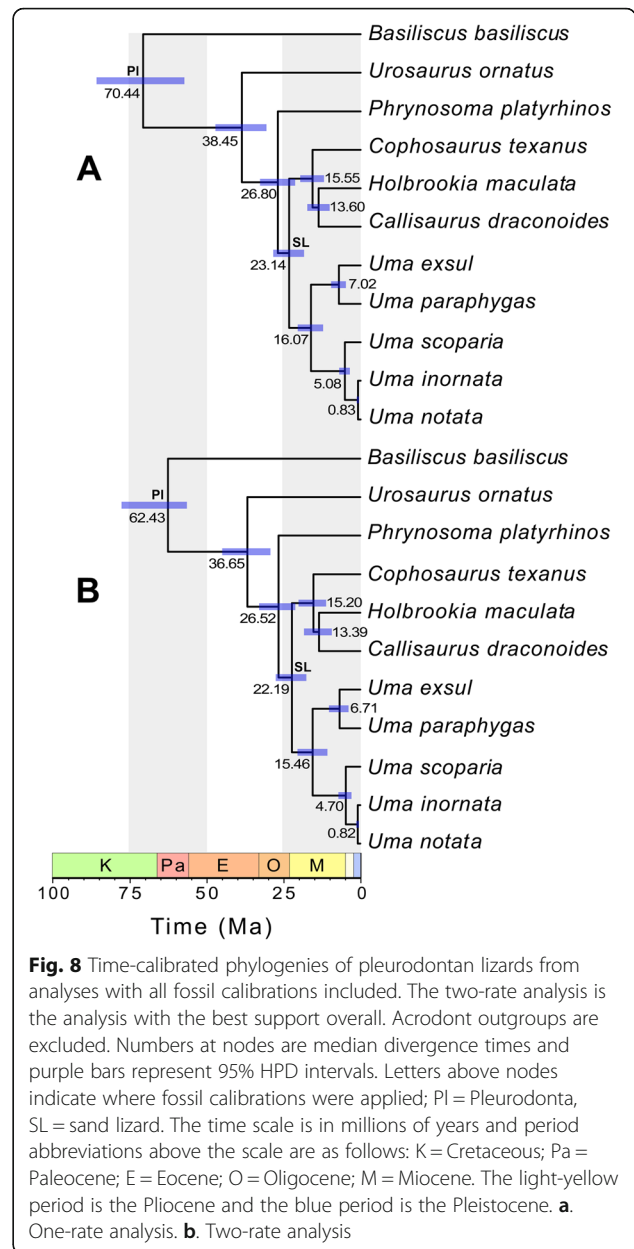 Basiliscus basiliscus
Pl
70.44
Urosaurus ornatus
38.45
Phrynosoma platyrhinos
A
26.80
Cophosaurus texanus
15.55
Holbrookia maculata
13.60
Callisaurus draconoides
SL
23.14
Uma exsul
7.02
Uma paraphygas
16.07
Uma scoparia
5.08
Uma inornata
0.83
Uma notata
Basiliscus basiliscus
Pl
62.43
Urosaurus ornatus
36.65
Phrynosoma platyrhinos
B
26.52
Cophosaurus texanus
15.20
Holbrookia maculata
13.39
Callisaurus draconoides
SL
22.19
Uma exsul
6.71
Uma paraphygas
15.46
Uma scoparia
4.70
Uma inornata
0.82
Uma notata
K Pa E O M
100 75 50 25 0
Time (Ma)
Fig. 8 Time-calibrated phylogenies of pleurodontan lizards from
analyses with all fossil calibrations included. The two-rate analysis is
the analysis with the best support overall. Acrodont outgroups are
excluded. Numbers at nodes are median divergence times and
purple bars represent 95% HPD intervals. Letters above nodes
indicate where fossil calibrations were applied; Pl = Pleurodonta,
SL = sand lizard. The time scale is in millions of years and period
abbreviations above the scale are as follows: K = Cretaceous; Pa =
Paleocene; E = Eocene; O = Oligocene; M = Miocene. The light-yellow
period is the Pliocene and the blue period is the Pleistocene. a.
One-rate analysis. b. Two-rate analysis